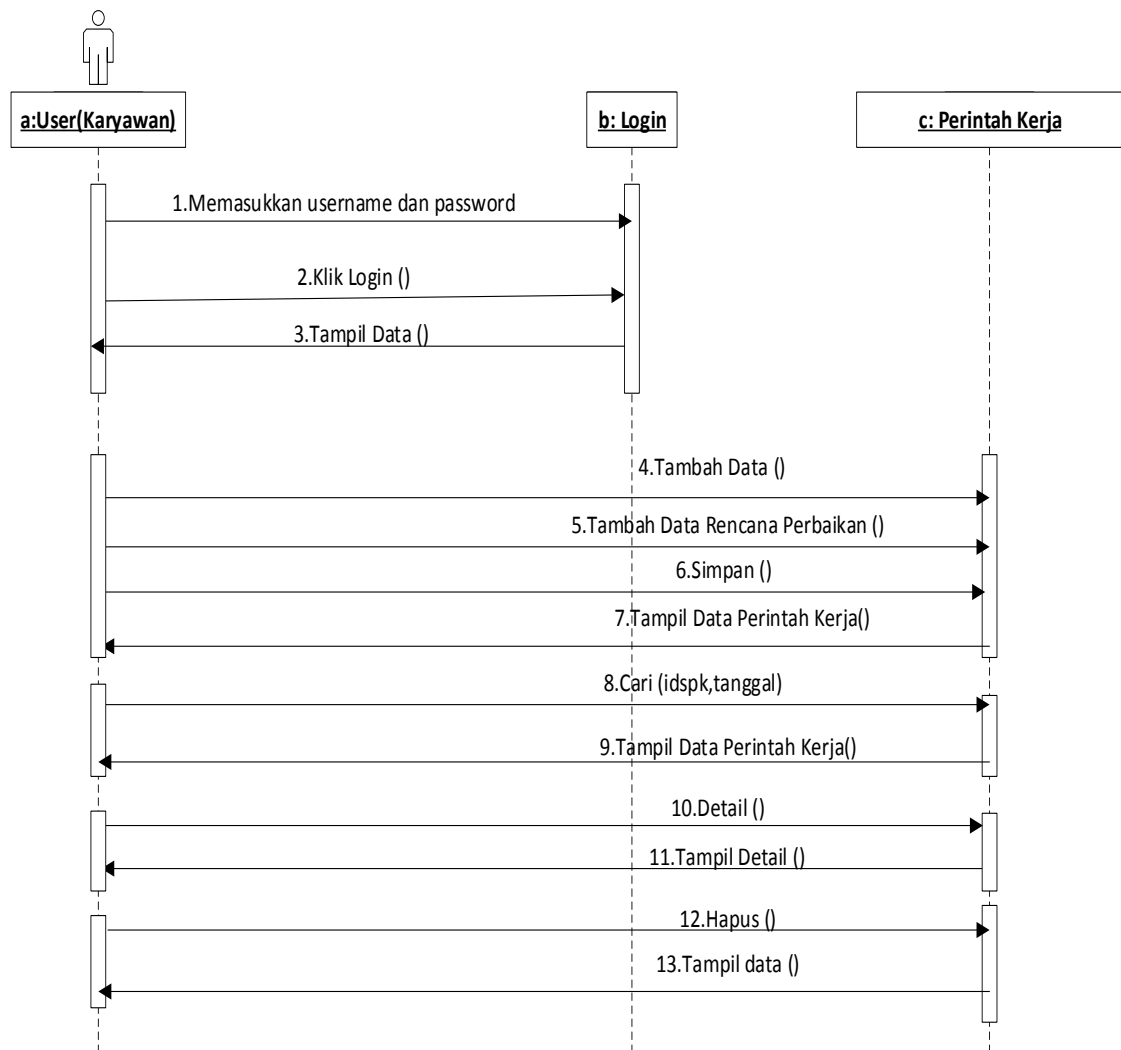 a:User(Karyawan)
b: Login
c: Perintah Kerja
1.Memasukkan username dan password
2.Klik Login ()
3.Tampil Data ()
4.Tambah Data ()
5.Tambah Data Rencana Perbaikan ()
6.Simpan ()
7.Tampil Data Perintah Kerja()
8.Cari (idspk,tanggal)
9.Tampil Data Perintah Kerja()
10.Detail ()
11.Tampil Detail ()
12.Hapus ()
13.Tampil data ()